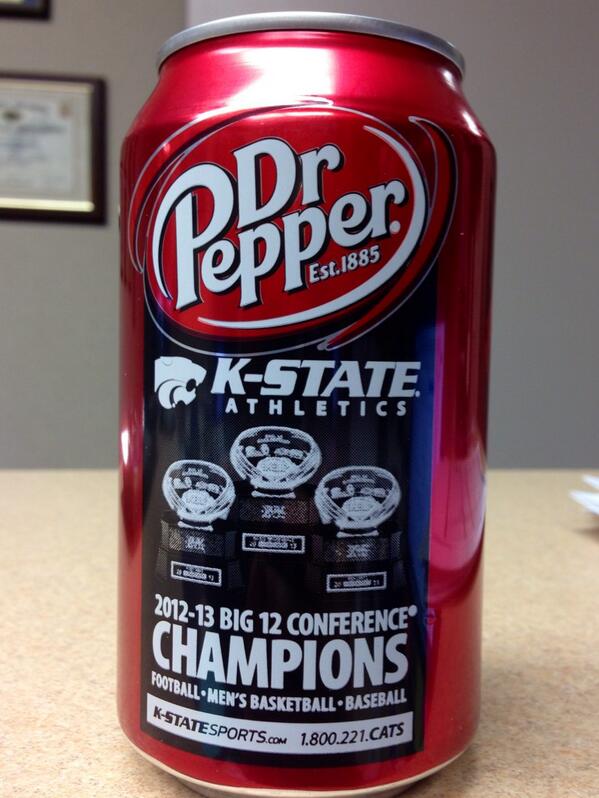 Dr
Pepper
Est. 1885
K-STATE
ATHLETICS
2012-13 BIG 12 CONFERENCE
CHAMPIONS
FOOTBALL • MEN'S BASKETBALL • BASEBALL
K-STATESPORTS.COM 1.800.221.CATS